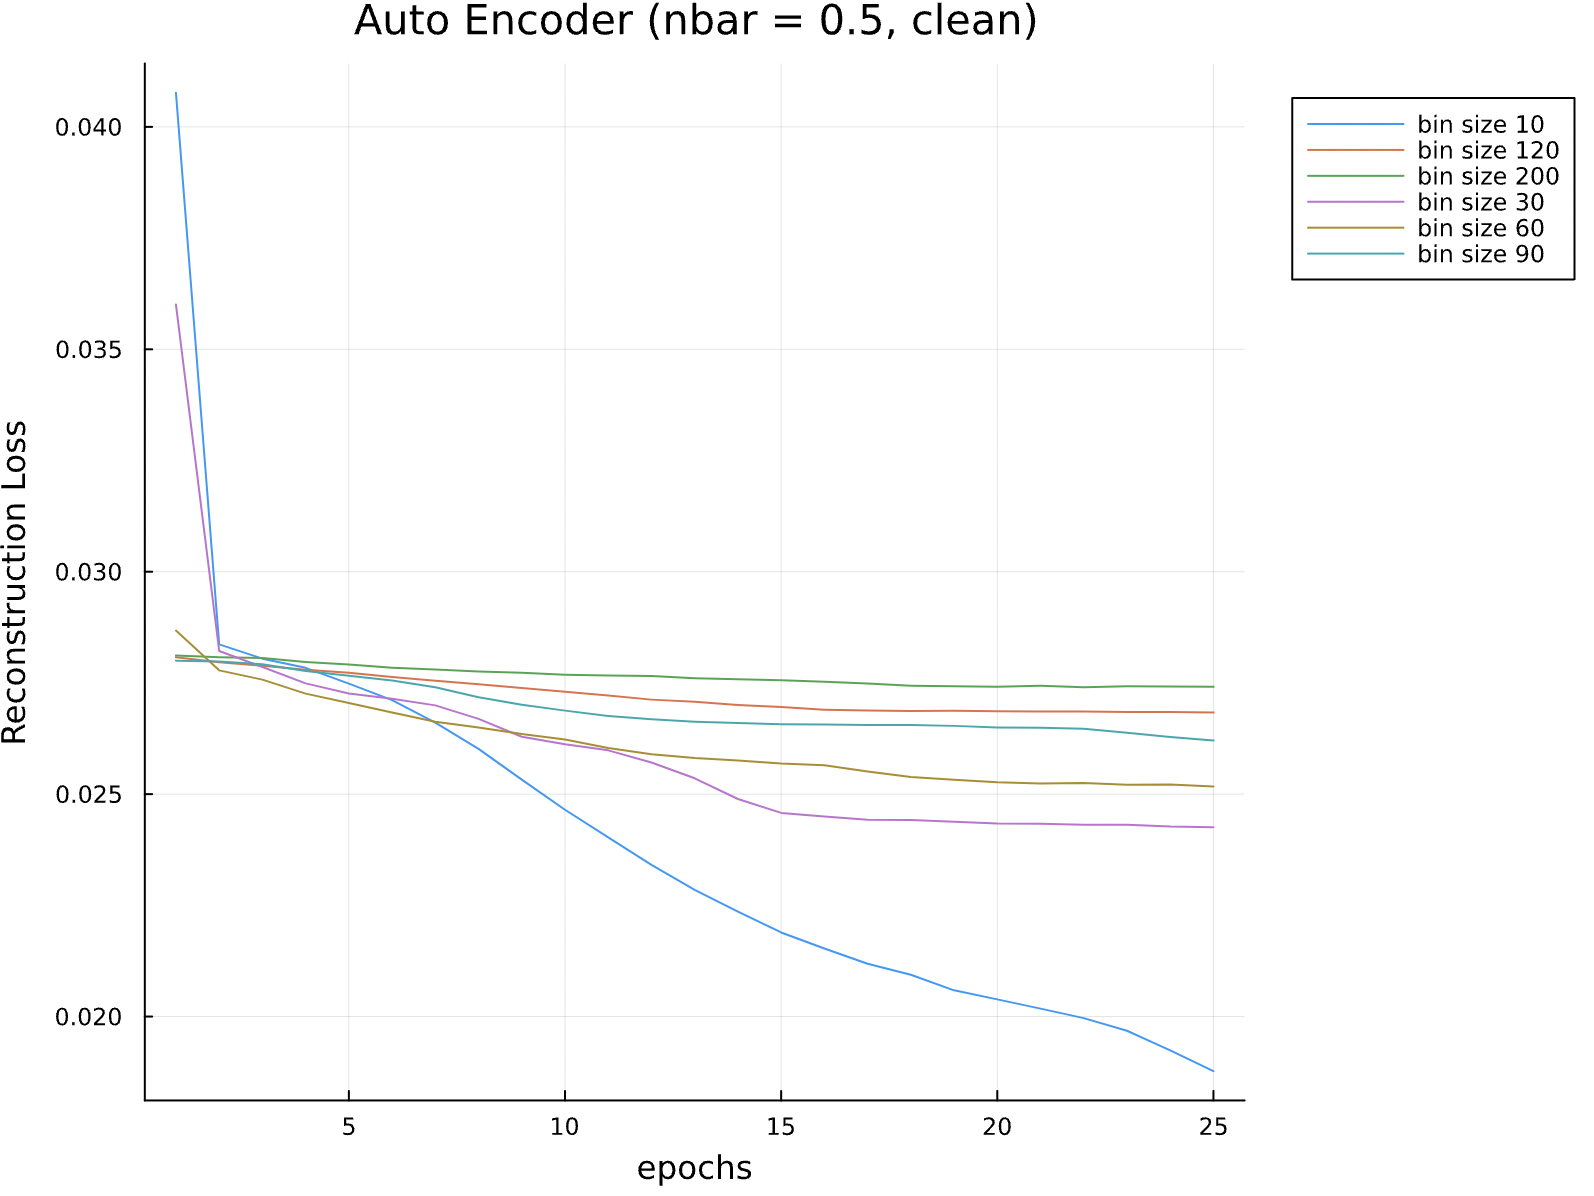 Auto Encoder (nbar = 0.5, clean)
Reconstruction Loss
0.040
0.035
0.030
0.025
0.020
5 10 15 20 25
epochs
bin size 10
bin size 120
bin size 200
bin size 30
bin size 60
bin size 90